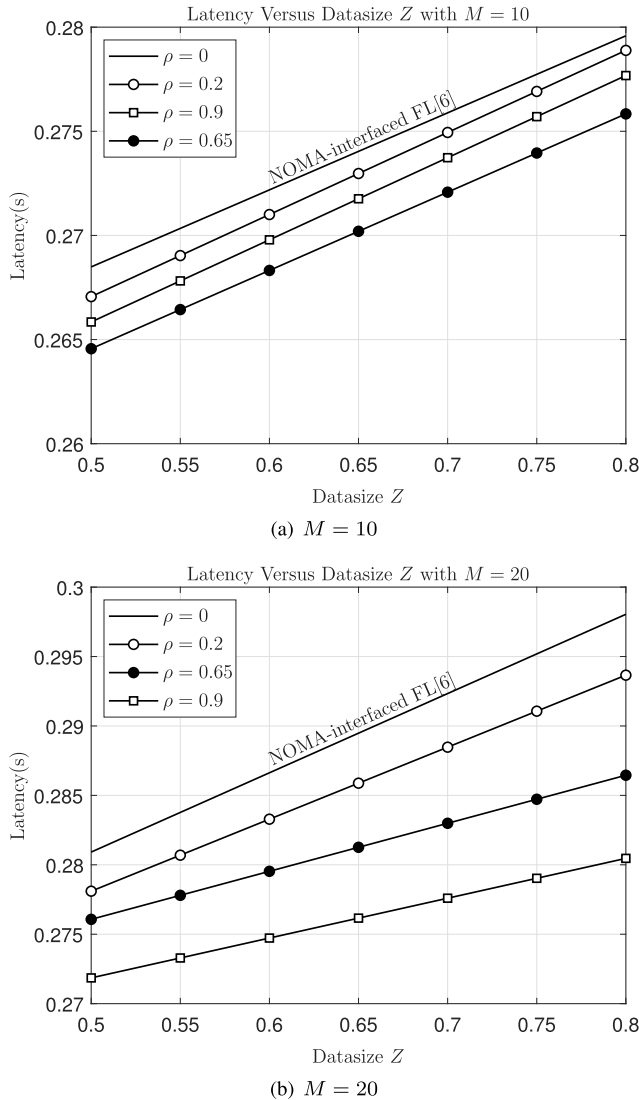 Latency Versus Datasize Z with M = 10
0.28
0.275
0.27
0.265
0.26
Latency(s)
ρ = 0
ρ = 0.2
ρ = 0.9
ρ = 0.65
NOMA-interfaced FL[6]
0.5 0.55 0.6 0.65 0.7 0.75 0.8
Datasize Z
(a) M = 10
Latency Versus Datasize Z with M = 20
0.3
0.295
0.29
0.285
0.28
0.275
0.27
Latency(s)
ρ = 0
ρ = 0.2
ρ = 0.65
ρ = 0.9
NOMA-interfaced FL[6]
0.5 0.55 0.6 0.65 0.7 0.75 0.8
Datasize Z
(b) M = 20